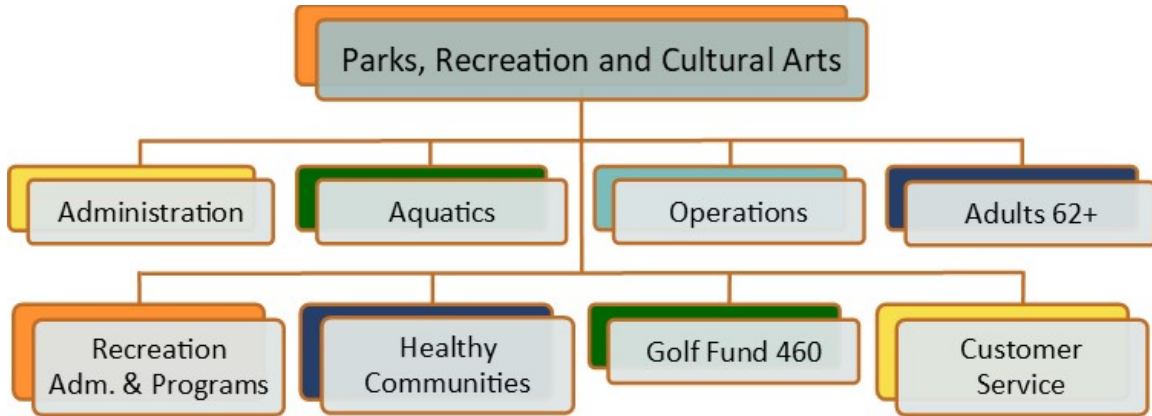 Parks, Recreation and Cultural Arts
Administration
Aquatics
Operations
Adults 62+
Recreation
Adm. & Programs
Healthy
Communities
Golf Fund 460
Customer
Service